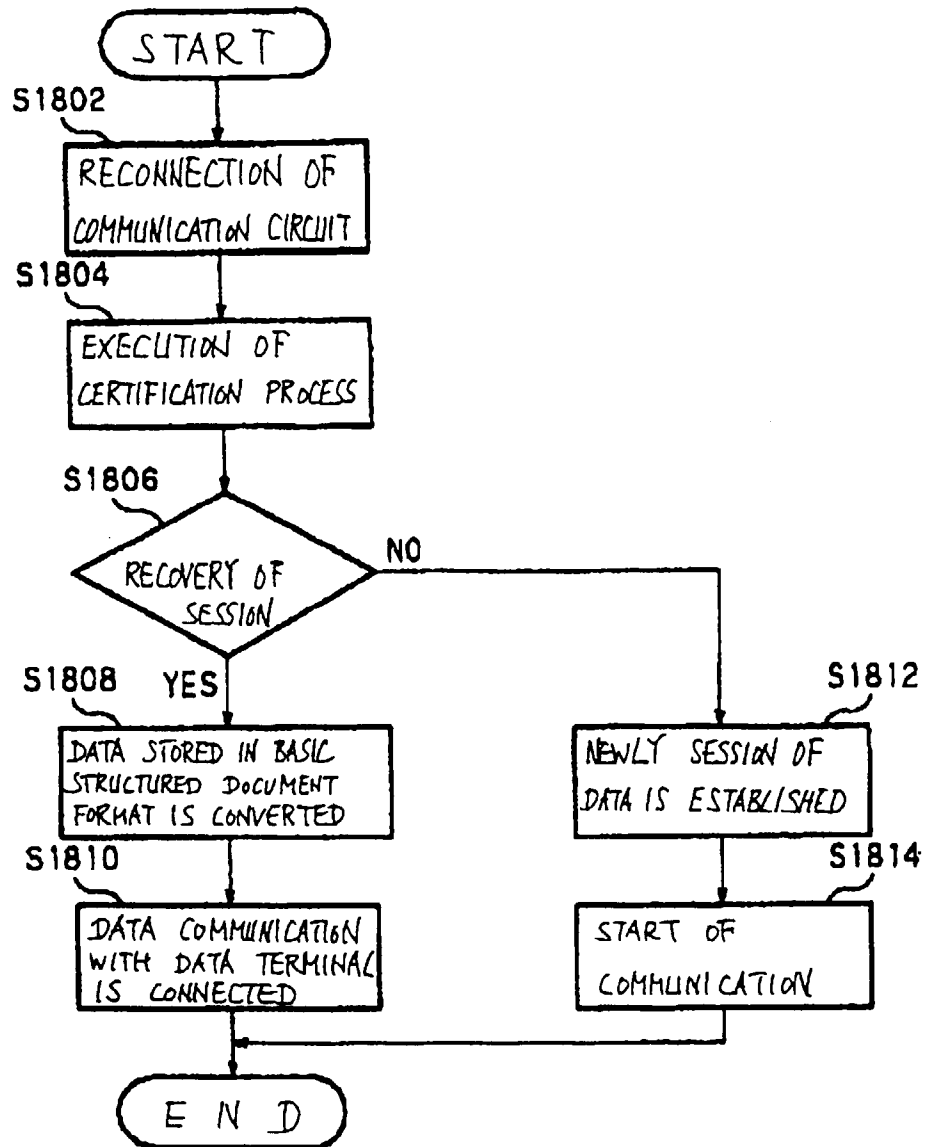 START
S1802
RECONNECTION OF
COMMUNICATION CIRCUIT
S1804
EXECUTION OF
CERTIFICATION PROCESS
S1806
RECOVERY OF
SESSION
NO
YES
S1808
DATA STORED IN BASIC
STRUCTURED DOCUMENT
FORMAT IS CONVERTED
S1810
DATA COMMUNICATION
WITH DATA TERMINAL
IS CONNECTED
S1812
NEWLY SESSION OF
DATA IS ESTABLISHED
S1814
START OF
COMMUNICATION
END